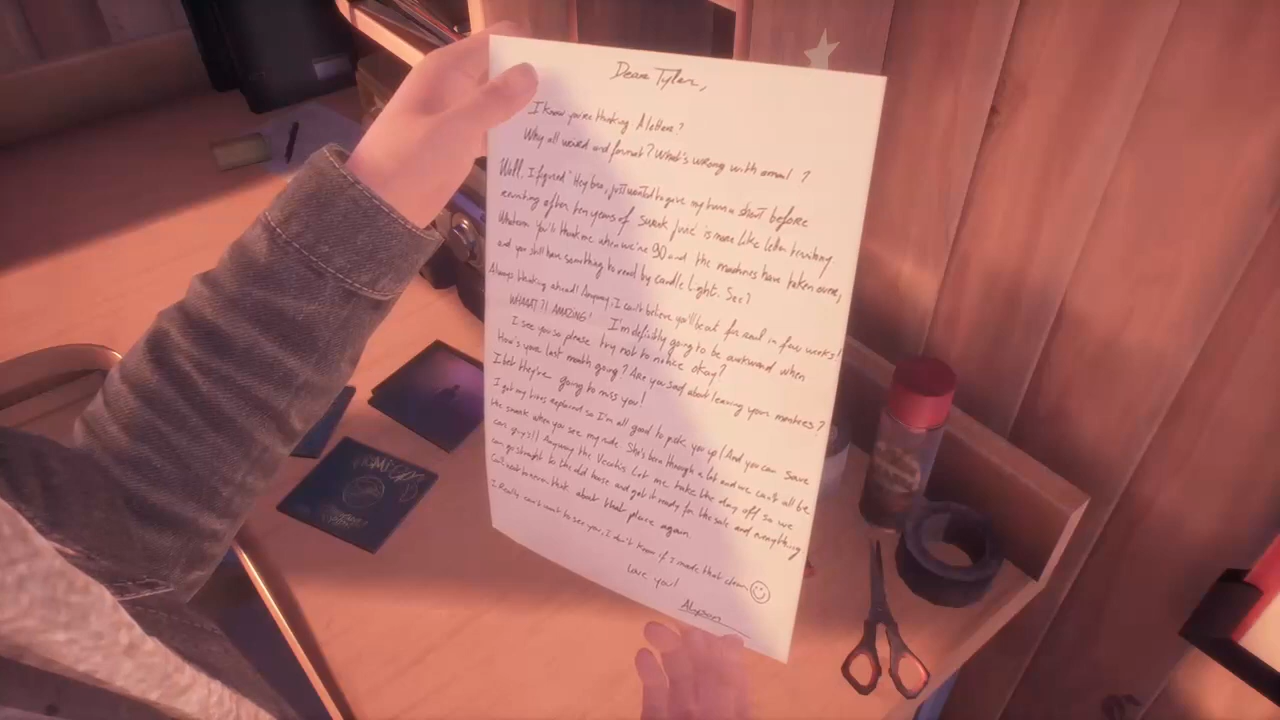 Dear Tyler,
I know you're thinking A letter?
Why all weird and formal? What's wrong with email ?
Well, I figured "Hey bro, just wanted to give my hair a shout before
reuniting after ten years of swank juvie is more like letter territory
Whatever You'll thank me when we're 90 and the machines have taken over,
and you still have something to read by candle light. See?
Always thinking ahead! Anyway, I can't believe you'll be out for real in few weeks!
WHAAAT?! AMAZING! I'm definitely going to be awkward when
I see you so please try not to notice okay?
How's your last month going? Are you sad about leaving your mentees?
I bet they're going to miss you!
I got my tires replaced so I'm all good to pick you up! (And you can save
the snark when you see my ride. She's been through a lot and we can't all be
can guys!!) Anyway the Vecchis let me take the day off so we
can go straight to the old house and get it ready for the sale and everything
Can't wait to never think about that place again.
I Really can't wait to see you, I don't know if I made that clear
Love you!
Alyson